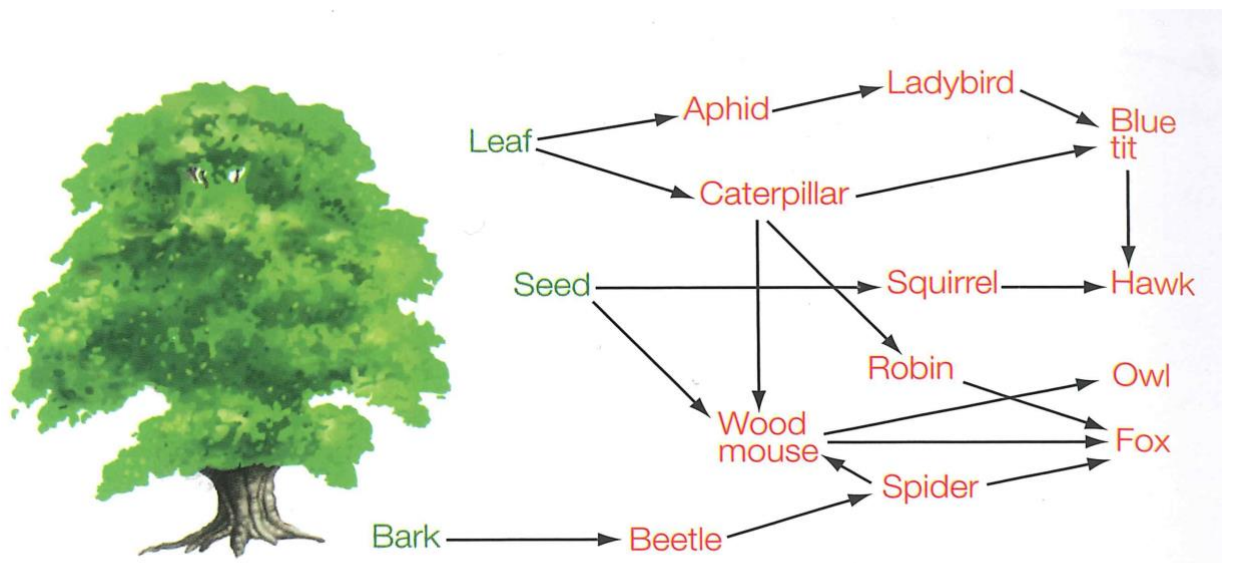 Ladybird
Aphid
Blue
tit
Leaf
Caterpillar
Seed
Squirrel
Hawk
Robin
Owl
Wood
mouse
Fox
Spider
Bark
Beetle